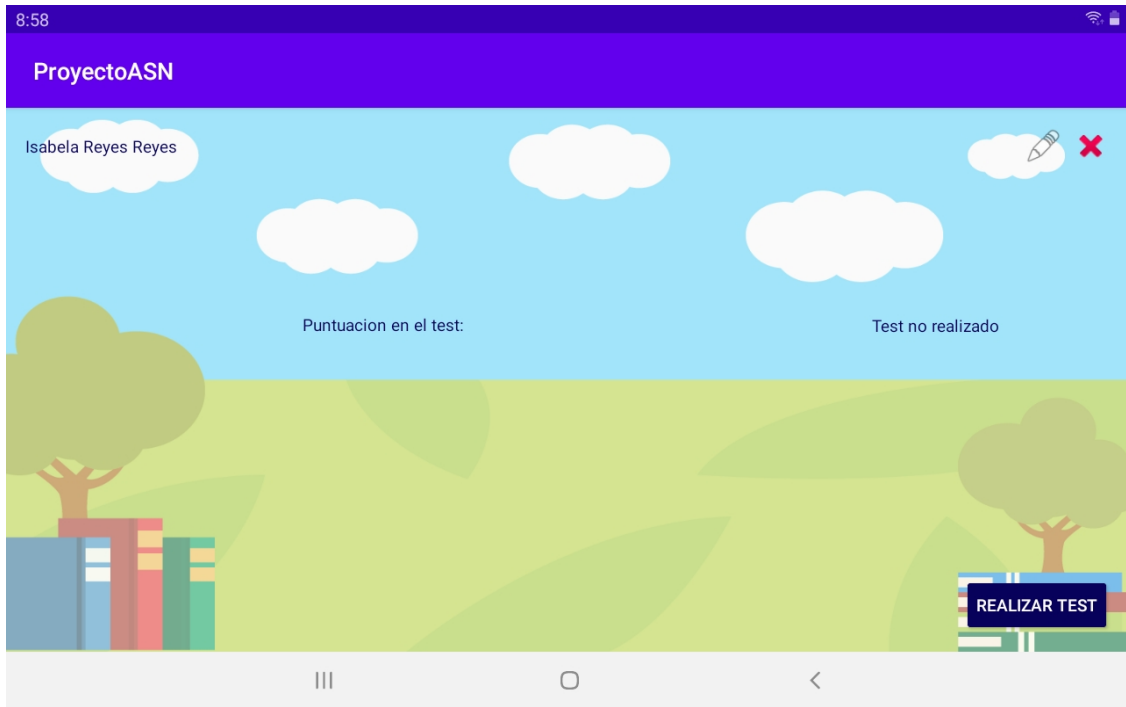 8:58
ProyectoASN
Isabela Reyes Reyes
Puntuacion en el test:
Test no realizado
REALIZAR TEST